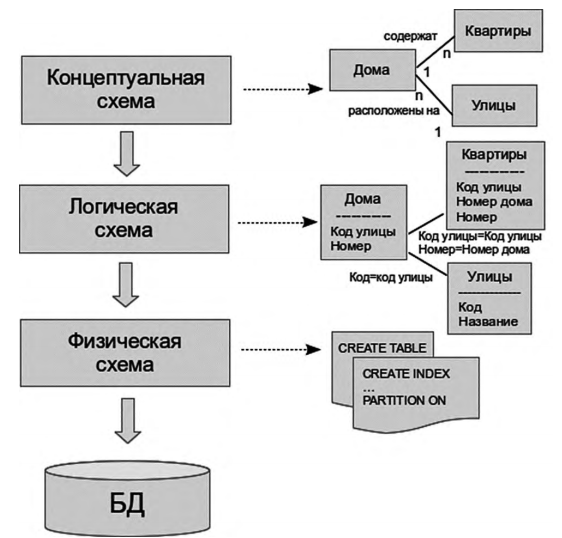 Концептуальная
схема
содержат
Квартиры
Дома
1
n
n
расположены на
Улицы
1
Логическая
схема
Дома
------------
Код улицы
Номер
Квартиры
-------------
Код улицы
Номер дома
Номер
Код улицы=Код улицы
Номер=Номер дома
Код=код улицы
Улицы
---------------
Код
Название
Физическая
схема
CREATE TABLE
CREATE INDEX
...
PARTITION ON
БД